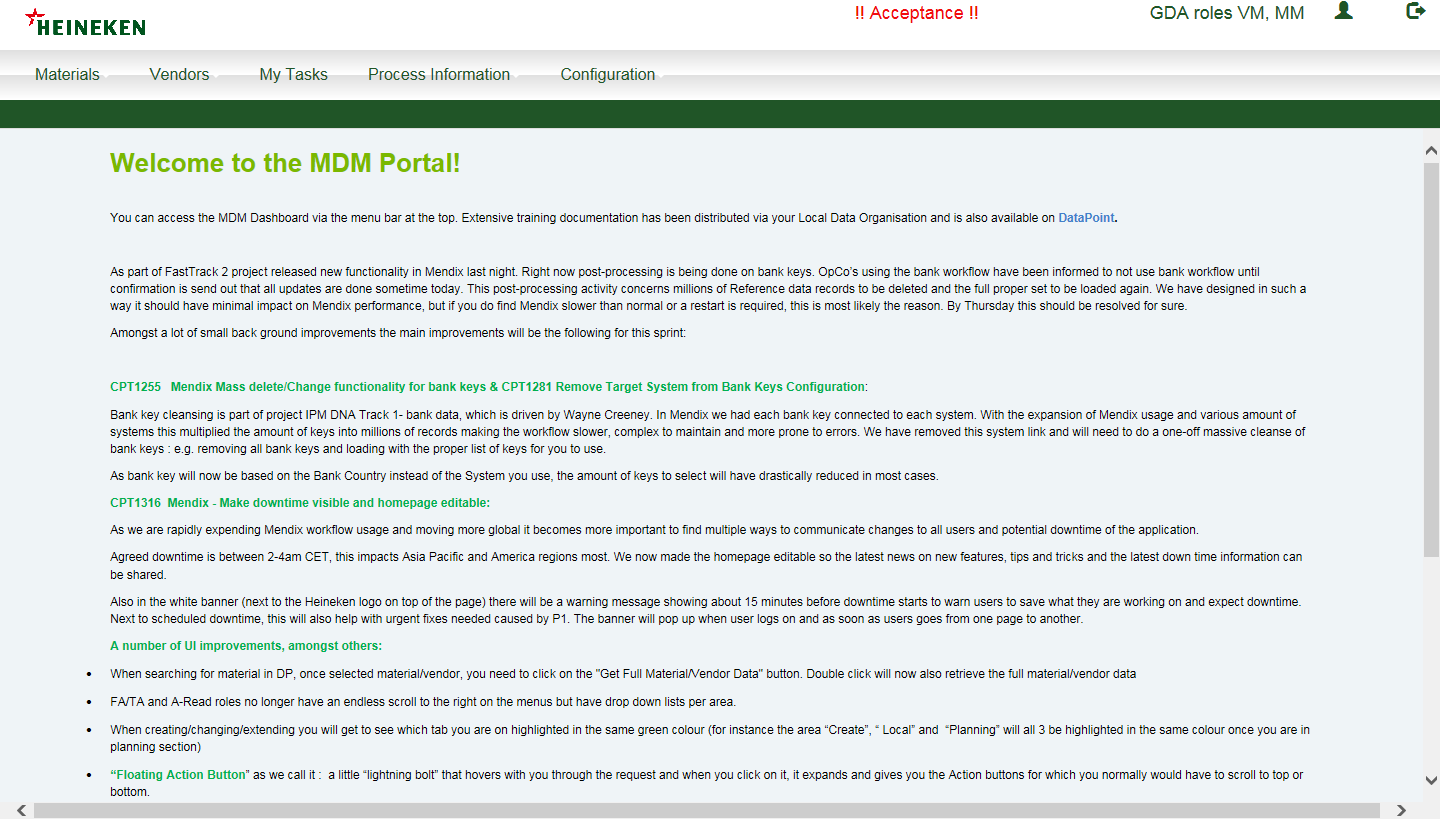 HEINEKEN
!! Acceptance !!
GDA roles VM, MM
Materials
Vendors
My Tasks
Process Information
Configuration
Welcome to the MDM Portal!
You can access the MDM Dashboard via the menu bar at the top. Extensive training documentation has been distributed via your Local Data Organisation and is also available on DataPoint.
As part of FastTrack 2 project released new functionality in Mendix last night. Right now post-processing is being done on bank keys. OpCo's using the bank workflow have been informed to not use bank workflow until
confirmation is send out that all updates are done sometime today. This post-processing activity concerns millions of Reference data records to be deleted and the full proper set to be loaded again. We have designed in such a
way it should have minimal impact on Mendix performance, but if you do find Mendix slower than normal or a restart is required, this is most likely the reason. By Thursday this should be resolved for sure.
Amongst a lot of small back ground improvements the main improvements will be the following for this sprint:
CPT1255   Mendix Mass delete/Change functionality for bank keys & CPT1281 Remove Target System from Bank Keys Configuration:
Bank key cleansing is part of project IPM DNA Track 1- bank data, which is driven by Wayne Creeney. In Mendix we had each bank key connected to each system. With the expansion of Mendix usage and various amount of
systems this multiplied the amount of keys into millions of records making the workflow slower, complex to maintain and more prone to errors. We have removed this system link and will need to do a one-off massive cleanse of
bank keys : e.g. removing all bank keys and loading with the proper list of keys for you to use.
As bank key will now be based on the Bank Country instead of the System you use, the amount of keys to select will have drastically reduced in most cases.
CPT1316  Mendix - Make downtime visible and homepage editable:
As we are rapidly expending Mendix workflow usage and moving more global it becomes more important to find multiple ways to communicate changes to all users and potential downtime of the application.
Agreed downtime is between 2-4am CET, this impacts Asia Pacific and America regions most. We now made the homepage editable so the latest news on new features, tips and tricks and the latest down time information can
be shared.
Also in the white banner (next to the Heineken logo on top of the page) there will be a warning message showing about 15 minutes before downtime starts to warn users to save what they are working on and expect downtime.
Next to scheduled downtime, this will also help with urgent fixes needed caused by P1. The banner will pop up when user logs on and as soon as users goes from one page to another.
A number of UI improvements, amongst others:
• When searching for material in DP, once selected material/vendor, you need to click on the "Get Full Material/Vendor Data" button. Double click will now also retrieve the full material/vendor data
• FA/TA and A-Read roles no longer have an endless scroll to the right on the menus but have drop down lists per area.
• When creating/changing/extending you will get to see which tab you are on highlighted in the same green colour (for instance the area “Create”, “ Local” and  “Planning” will all 3 be highlighted in the same colour once you are in
planning section)
• “Floating Action Button” as we call it :  a little “lightning bolt” that hovers with you through the request and when you click on it, it expands and gives you the Action buttons for which you normally would have to scroll to top or
bottom.